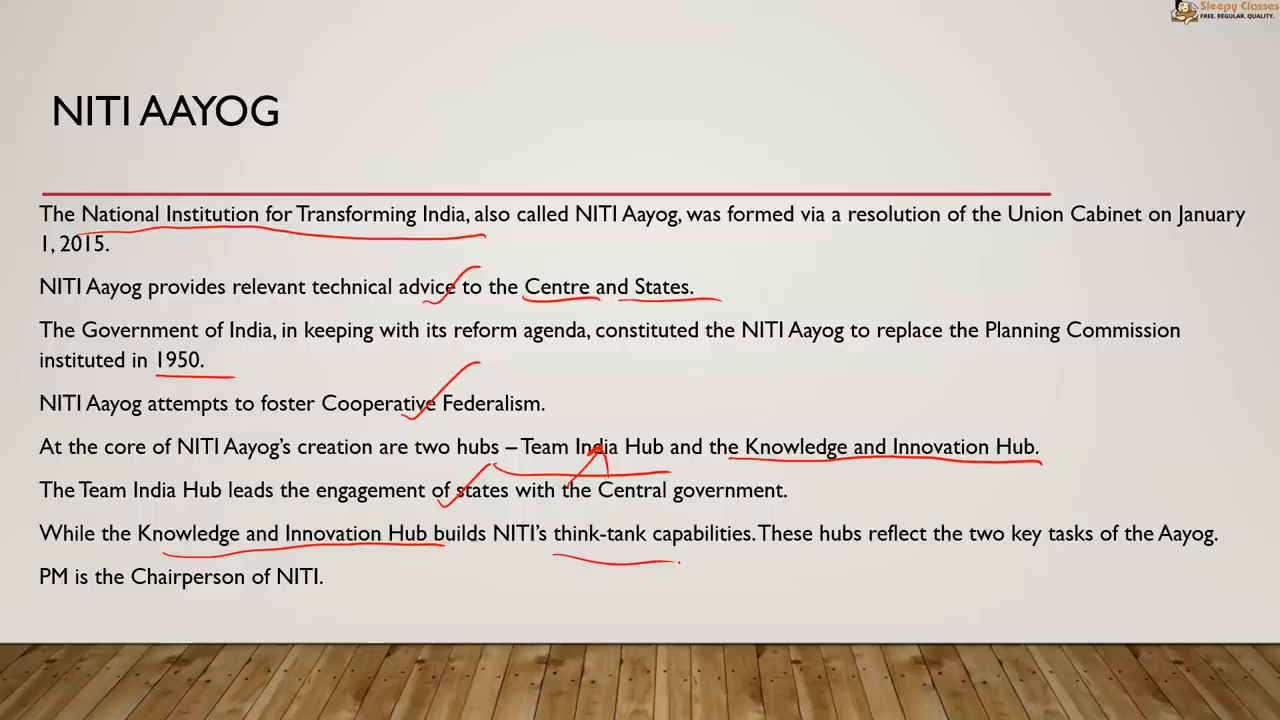 Sleepy Classes
FREE. REGULAR. QUALITY.
NITI AAYOG
The National Institution for Transforming India, also called NITI Aayog, was formed via a resolution of the Union Cabinet on January
1, 2015.
NITI Aayog provides relevant technical advice to the Centre and States.
The Government of India, in keeping with its reform agenda, constituted the NITI Aayog to replace the Planning Commission
instituted in 1950.
NITI Aayog attempts to foster Cooperative Federalism.
At the core of NITI Aayog's creation are two hubs – Team India Hub and the Knowledge and Innovation Hub.
The Team India Hub leads the engagement of states with the Central government.
While the Knowledge and Innovation Hub builds NITI's think-tank capabilities. These hubs reflect the two key tasks of the Aayog.
PM is the Chairperson of NITI.